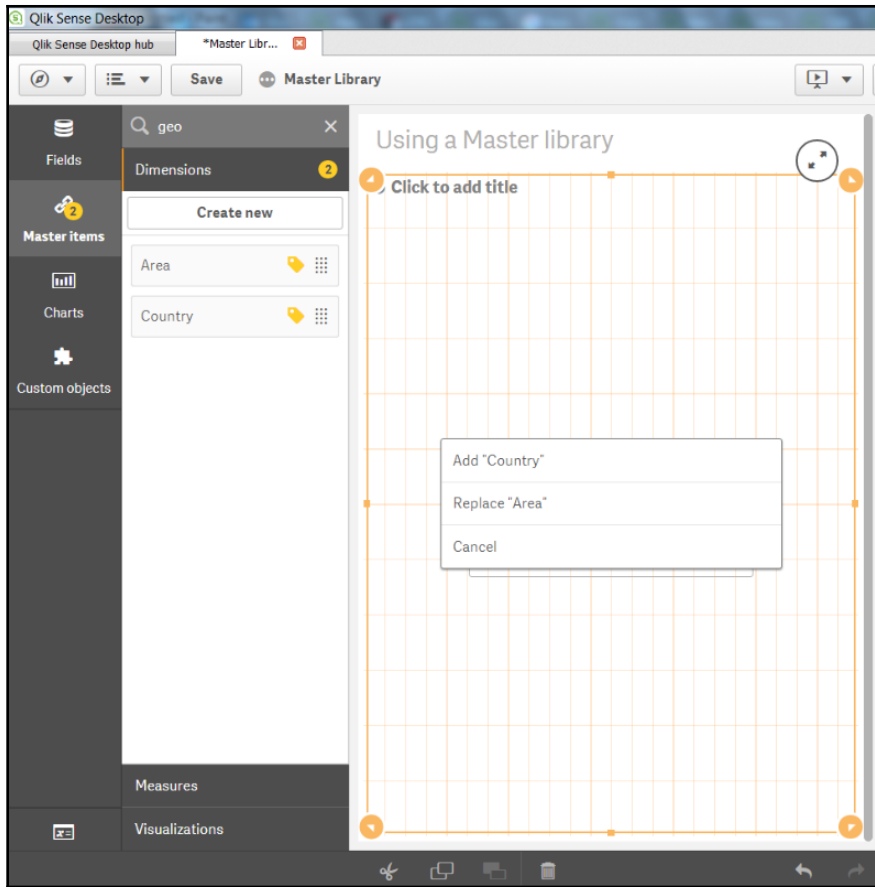 Qlik Sense Desktop
Qlik Sense Desktop hub
*Master Libr...
Save
Master Library
Fields
2
Master items
Charts
Custom objects
x=
geo
Dimensions
2
Create new
Area
Country
Measures
Visualizations
Using a Master library
Click to add title
Add "Country"
Replace "Area"
Cancel